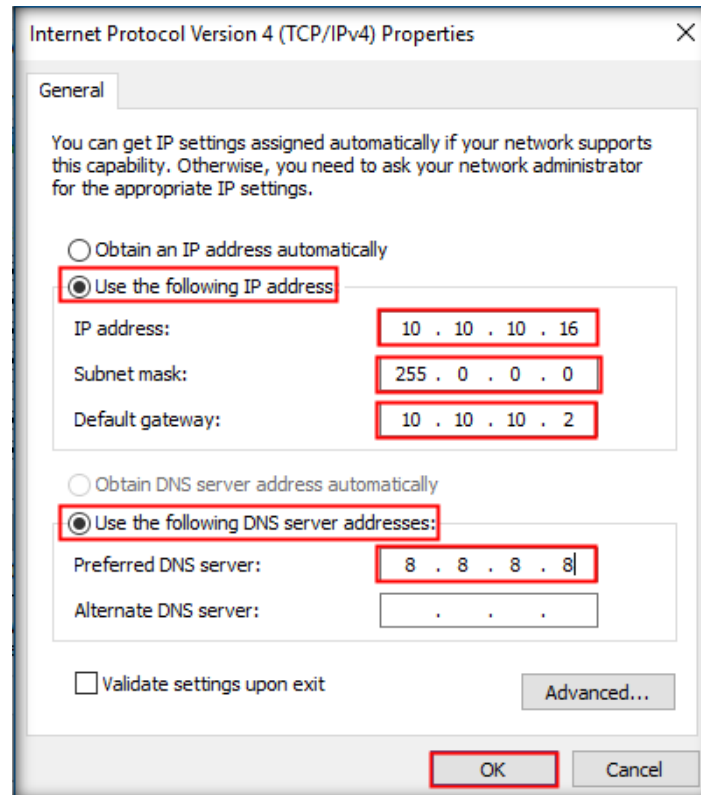 Internet Protocol Version 4 (TCP/IPv4) Properties
General
You can get IP settings assigned automatically if your network supports
this capability. Otherwise, you need to ask your network administrator
for the appropriate IP settings.
Obtain an IP address automatically
Use the following IP address
IP address: 10 . 10 . 10 . 16
Subnet mask: 255 . 0 . 0 . 0
Default gateway: 10 . 10 . 10 . 2
Obtain DNS server address automatically
Use the following DNS server addresses:
Preferred DNS server: 8 . 8 . 8 . 8
Alternate DNS server: . . .
Validate settings upon exit
Advanced...
OK Cancel